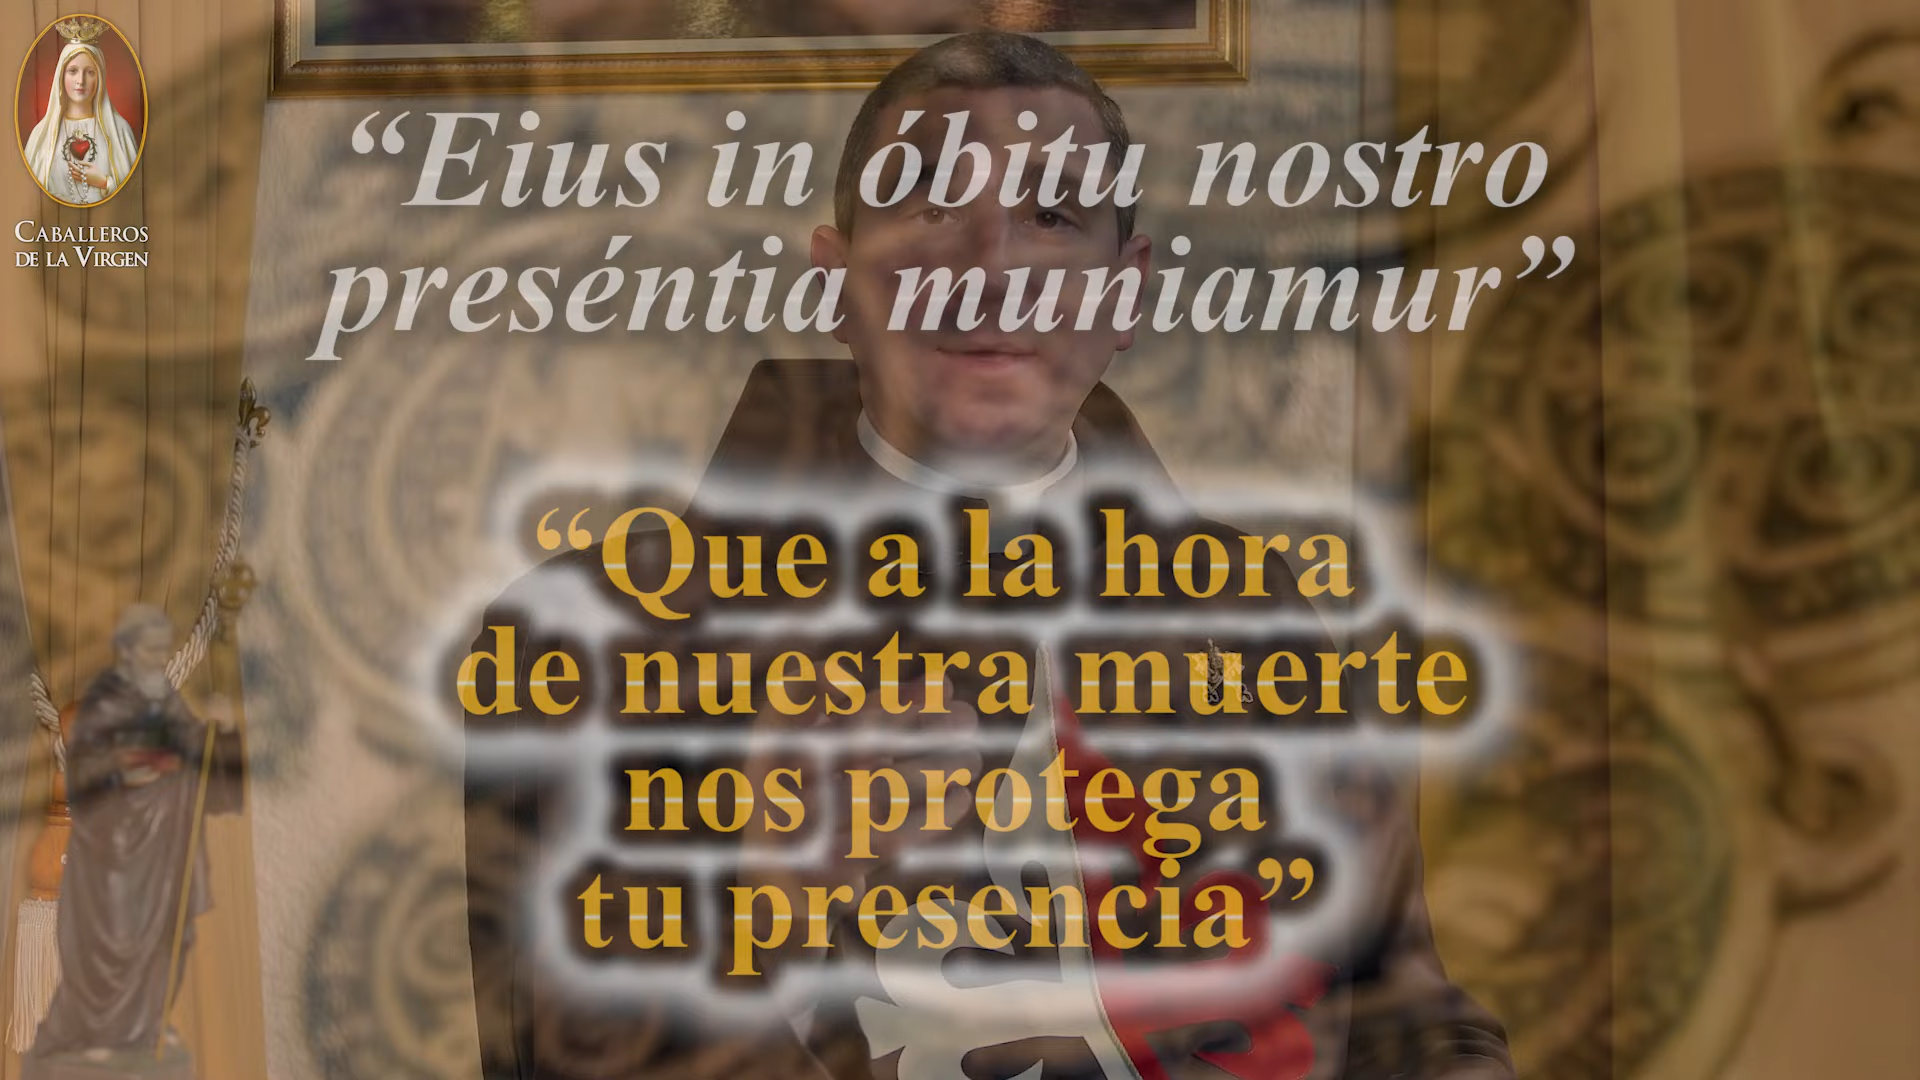 CABALLEROS
DE LA VIRGEN
“Eius in óbitu nostro
preséntia muniamur”
“Que a la hora
de nuestra muerte
nos protega
tu presencia”